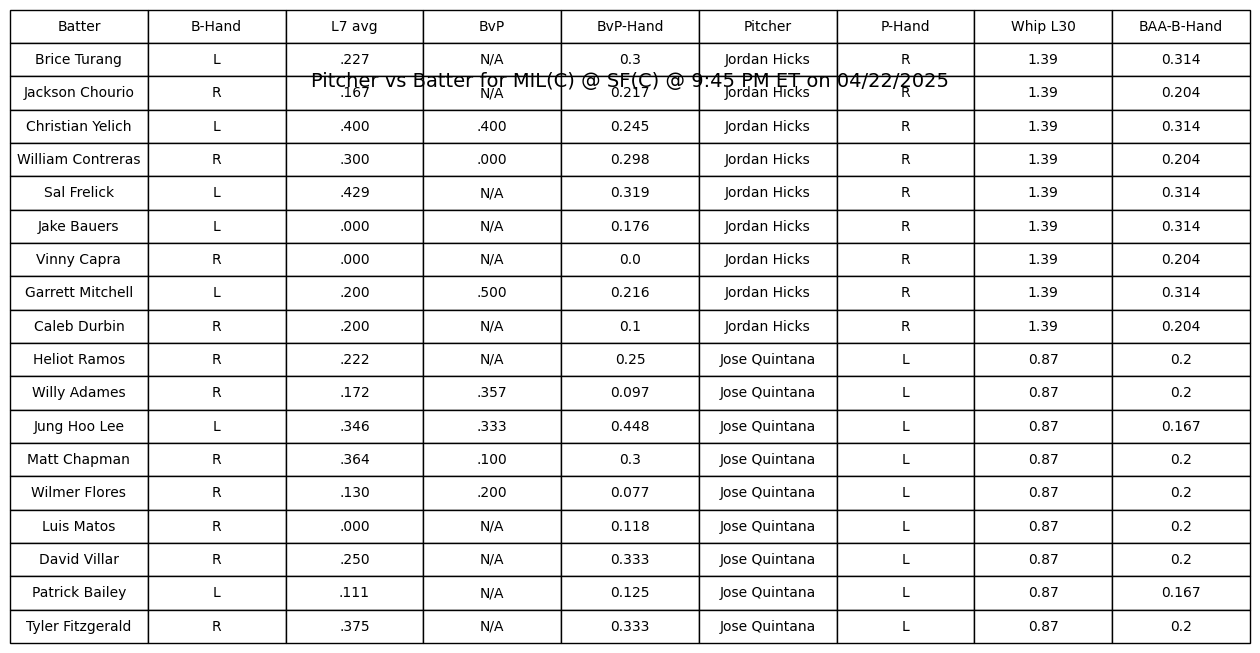 Batter B-Hand L7 avg BvP BvP-Hand Pitcher P-Hand Whip L30 BAA-B-Hand
Brice Turang L .227 N/A 0.3 Jordan Hicks R 1.39 0.314
Pitcher vs Batter for MIL(C) @ SF(C) @ 9:45 PM ET on 04/22/2025
Jackson Chourio R .167 N/A 0.217 Jordan Hicks R 1.39 0.204
Christian Yelich L .400 .400 0.245 Jordan Hicks R 1.39 0.314
William Contreras R .300 .000 0.298 Jordan Hicks R 1.39 0.204
Sal Frelick L .429 N/A 0.319 Jordan Hicks R 1.39 0.314
Jake Bauers L .000 N/A 0.176 Jordan Hicks R 1.39 0.314
Vinny Capra R .000 N/A 0.0 Jordan Hicks R 1.39 0.204
Garrett Mitchell L .200 .500 0.216 Jordan Hicks R 1.39 0.314
Caleb Durbin R .200 N/A 0.1 Jordan Hicks R 1.39 0.204
Heliot Ramos R .222 N/A 0.25 Jose Quintana L 0.87 0.2
Willy Adames R .172 .357 0.097 Jose Quintana L 0.87 0.2
Jung Hoo Lee L .346 .333 0.448 Jose Quintana L 0.87 0.167
Matt Chapman R .364 .100 0.3 Jose Quintana L 0.87 0.2
Wilmer Flores R .130 .200 0.077 Jose Quintana L 0.87 0.2
Luis Matos R .000 N/A 0.118 Jose Quintana L 0.87 0.2
David Villar R .250 N/A 0.333 Jose Quintana L 0.87 0.2
Patrick Bailey L .111 N/A 0.125 Jose Quintana L 0.87 0.167
Tyler Fitzgerald R .375 N/A 0.333 Jose Quintana L 0.87 0.2